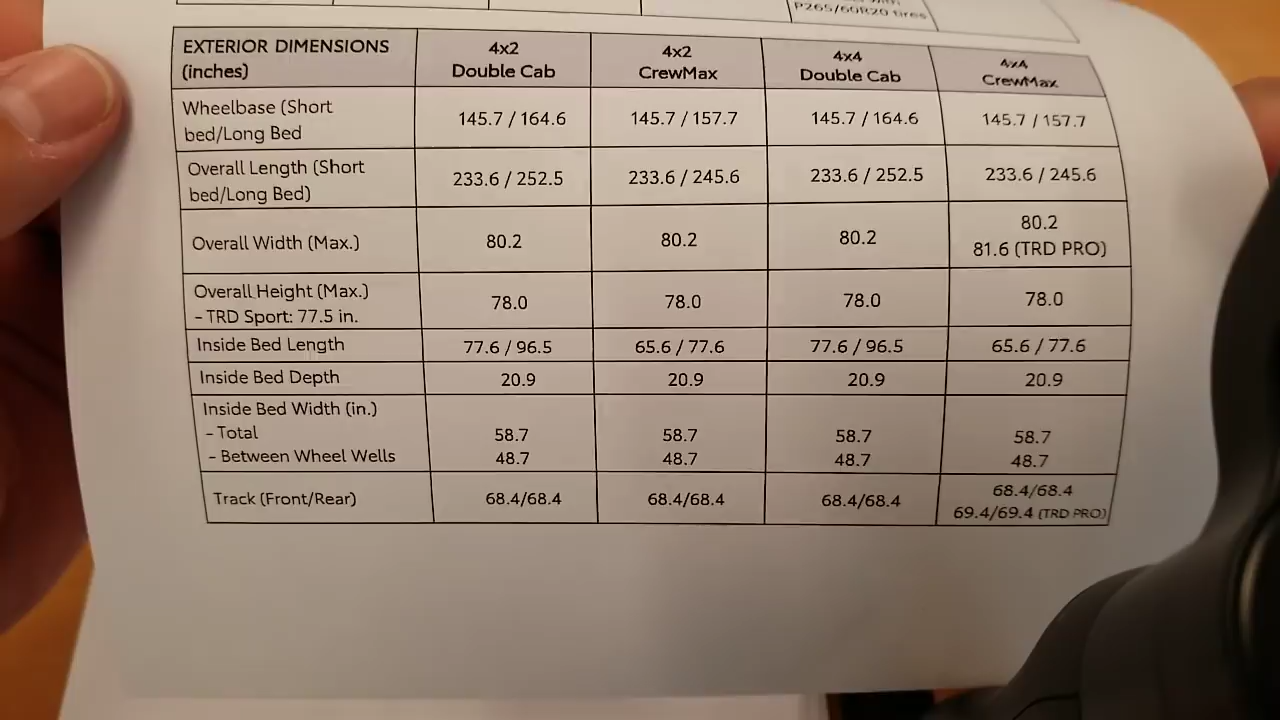 P265/60R20 tires
EXTERIOR DIMENSIONS (inches) 4x2 Double Cab 4x2 CrewMax 4x4 Double Cab 4x4 CrewMax
Wheelbase (Short bed/Long Bed 145.7 / 164.6 145.7 / 157.7 145.7 / 164.6 145.7 / 157.7
Overall Length (Short bed/Long Bed) 233.6 / 252.5 233.6 / 245.6 233.6 / 252.5 233.6 / 245.6
Overall Width (Max.) 80.2 80.2 80.2 80.2
81.6 (TRD PRO)
Overall Height (Max.) 78.0 78.0 78.0 78.0
- TRD Sport: 77.5 in.
Inside Bed Length 77.6 / 96.5 65.6 / 77.6 77.6 / 96.5 65.6 / 77.6
Inside Bed Depth 20.9 20.9 20.9 20.9
Inside Bed Width (in.)
- Total 58.7 58.7 58.7 58.7
- Between Wheel Wells 48.7 48.7 48.7 48.7
Track (Front/Rear) 68.4/68.4 68.4/68.4 68.4/68.4 68.4/68.4
69.4/69.4 (TRD PRO)